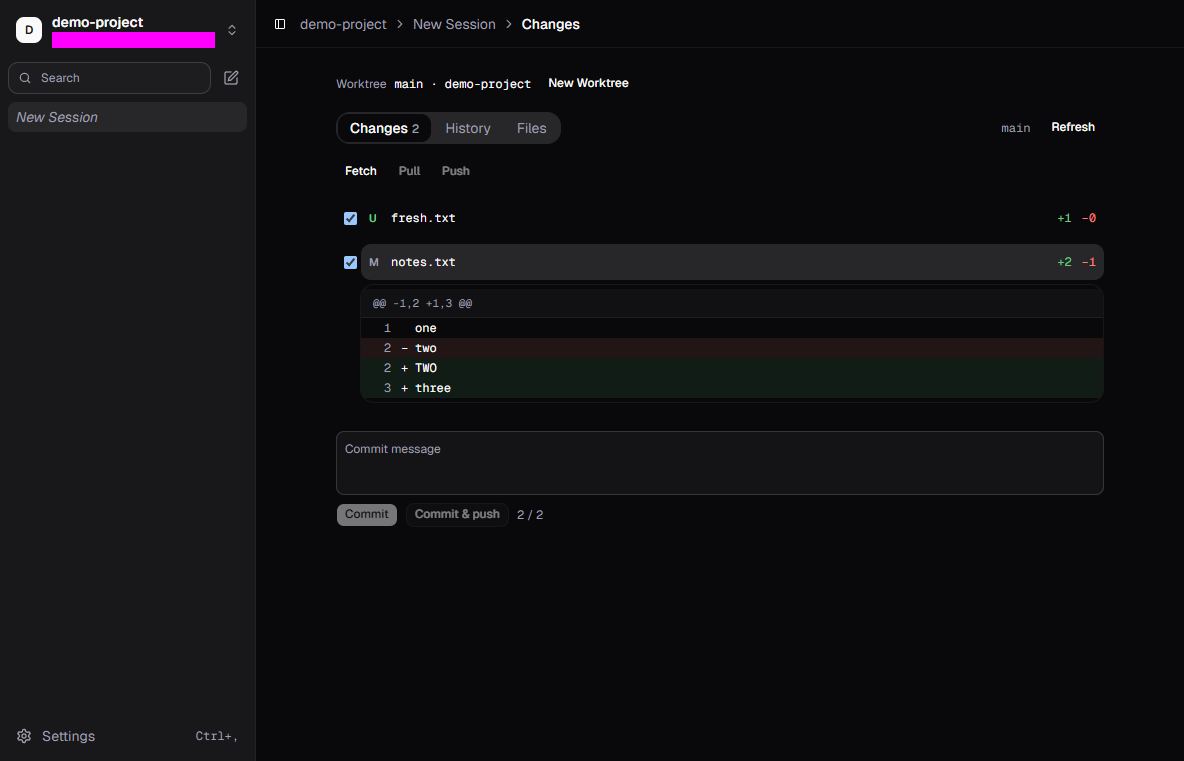 D demo-project
Search
New Session
Settings Ctrl+,
demo-project > New Session > Changes
Worktree main · demo-project New Worktree
Changes 2 History Files main Refresh
Fetch Pull Push
U fresh.txt +1 −0
M notes.txt +2 −1
@@ -1,2 +1,3 @@
1 one
2 − two
2 + TWO
3 + three
Commit message
Commit Commit & push 2 / 2